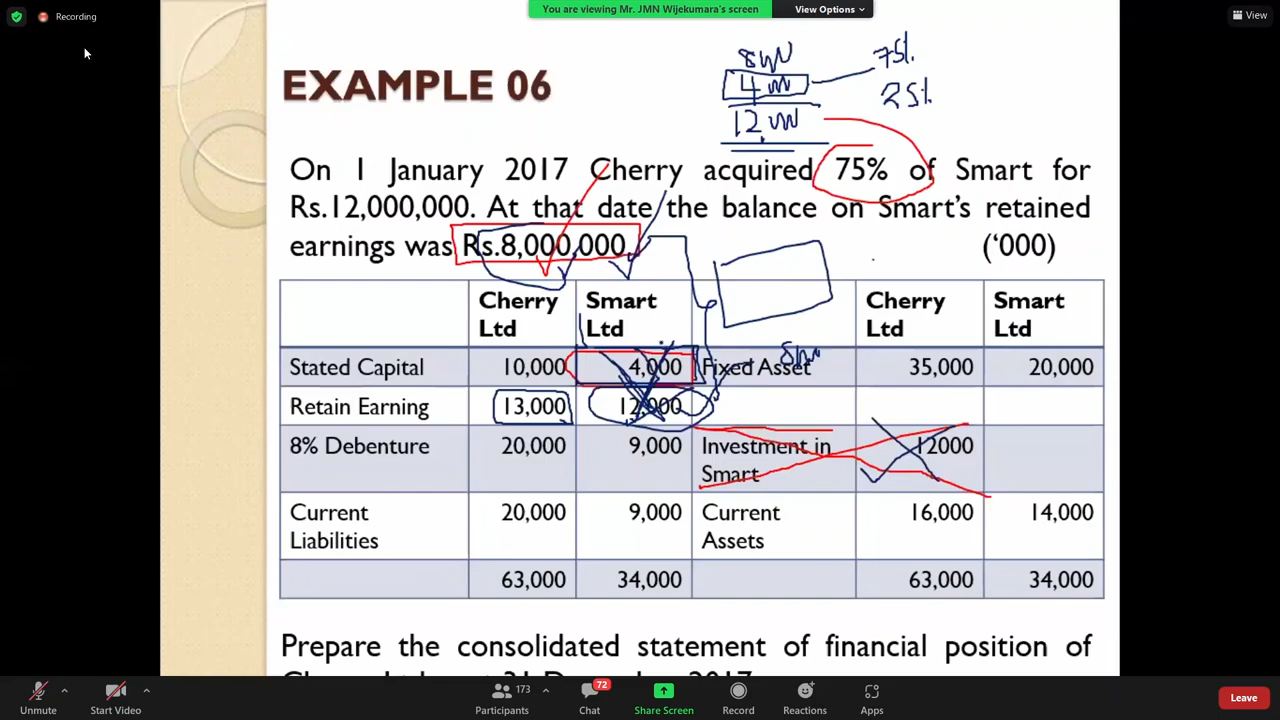 Recording
You are viewing Mr. JMN Wijekumara's screen
View Options
View
8m
4m
12m
75%
25%
EXAMPLE 06
On 1 January 2017 Cherry acquired 75% of Smart for
Rs.12,000,000. At that date the balance on Smart's retained
earnings was Rs.8,000,000. ('000)
Cherry Ltd Smart Ltd Cherry Ltd Smart Ltd
Stated Capital 10,000 4,000 Fixed Asset 35,000 20,000
8m
Retain Earning 13,000 12,000
8% Debenture 20,000 9,000 Investment in Smart 12000
Current Liabilities 20,000 9,000 Current Assets 16,000 14,000
63,000 34,000 63,000 34,000
Prepare the consolidated statement of financial position of
Unmute
Start Video
173
Participants
72
Chat
Share Screen
Record
Reactions
Apps
Leave